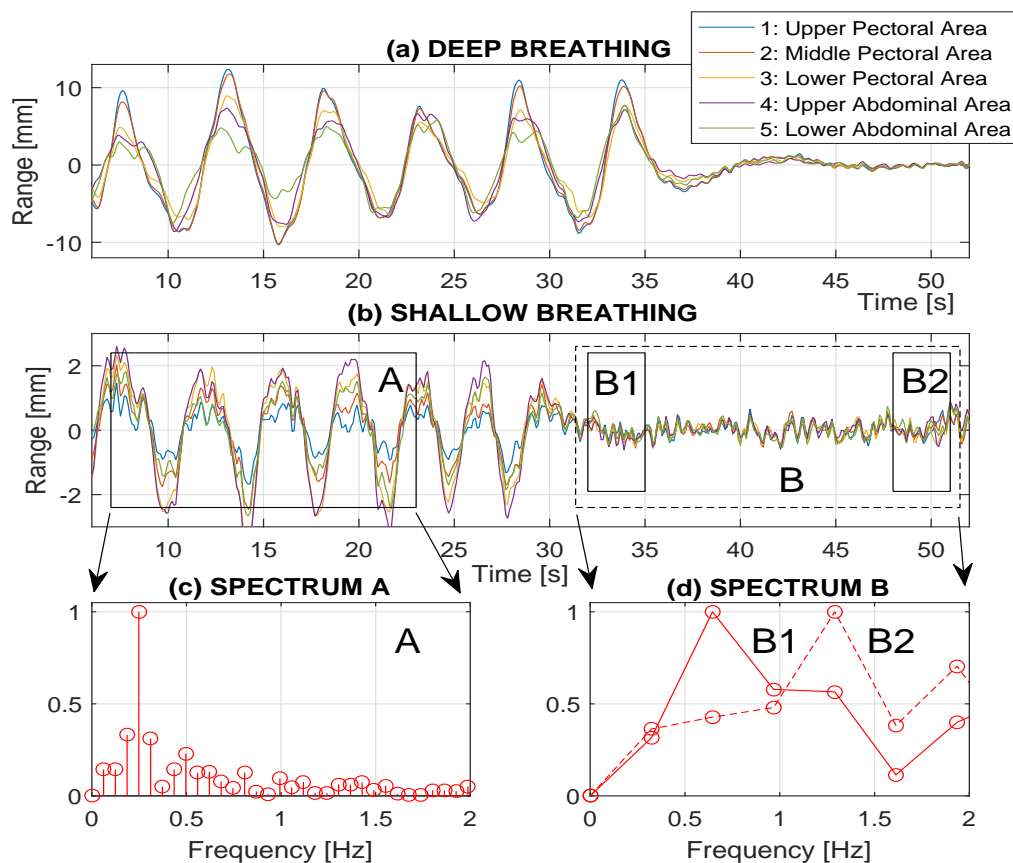 1: Upper Pectoral Area
2: Middle Pectoral Area
3: Lower Pectoral Area
4: Upper Abdominal Area
5: Lower Abdominal Area
(a) DEEP BREATHING
Range [mm]
10
0
-10
10 15 20 25 30 35 40 45 50
Time [s]
(b) SHALLOW BREATHING
Range [mm]
2
0
-2
A
B1
B2
B
10 15 20 25 30 35 40 45 50
Time [s]
(c) SPECTRUM A
1
0.5
0
A
0 0.5 1 1.5 2
Frequency [Hz]
(d) SPECTRUM B
1
0.5
0
B1
B2
0 0.5 1 1.5 2
Frequency [Hz]